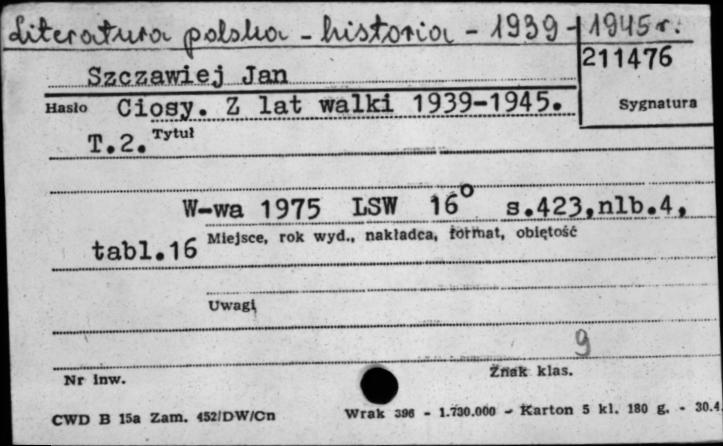 Literatura polska - historia - 1939-1945 r.
211476
Szczawiej Jan
Hasło Ciosy. Z lat walki 1939-1945.
Sygnatura
T.2. Tytuł
W-wa 1975 LSW 16° s.423,nlb.4,
tabl.16 Miejsce, rok wyd., nakładca, format, objętość
Uwagi
9
Nr inw. Znak klas.
CWD B 15a Zam. 452/DW/Cn Wrak 396 - 1.730.000 - Karton 5 kl. 180 g. - 30.4